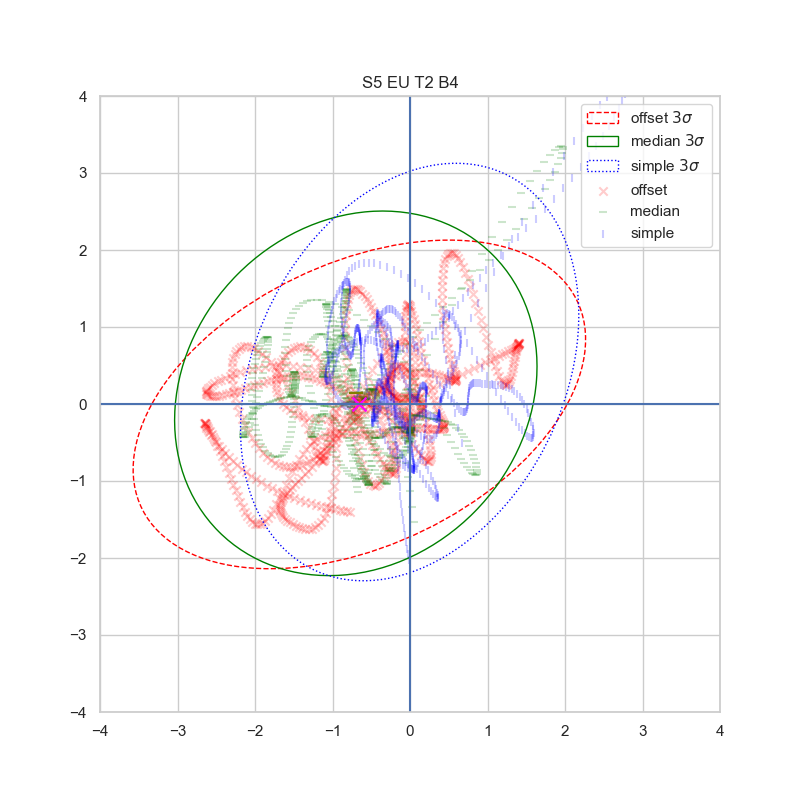 S5 EU T2 B4
offset 3σ
median 3σ
simple 3σ
offset
median
simple
4
3
2
1
0
−1
−2
−3
−4
−4 −3 −2 −1 0 1 2 3 4